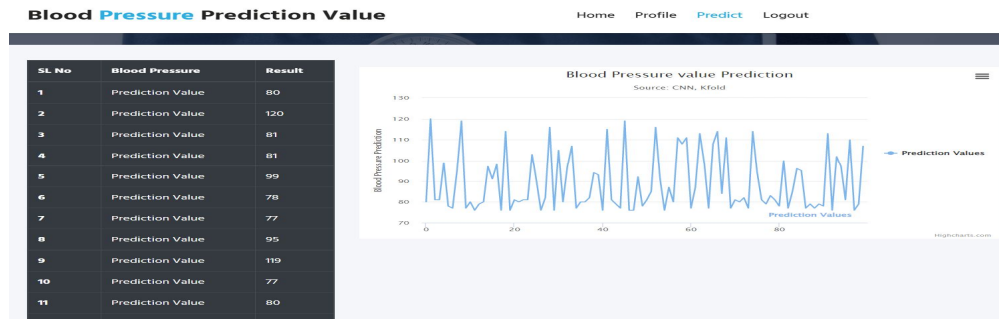 Blood Pressure Prediction Value
Home Profile Predict Logout
SL No Blood Pressure Result
1 Prediction Value 80
2 Prediction Value 120
3 Prediction Value 81
4 Prediction Value 81
5 Prediction Value 99
6 Prediction Value 78
7 Prediction Value 77
8 Prediction Value 95
9 Prediction Value 119
10 Prediction Value 77
11 Prediction Value 80
Blood Pressure value Prediction
Source: CNN, Kfold
Blood Pressure Prediction
130
120
110
100
90
80
70
0 20 40 60 80
Prediction Values
Prediction Values
Highcharts.com